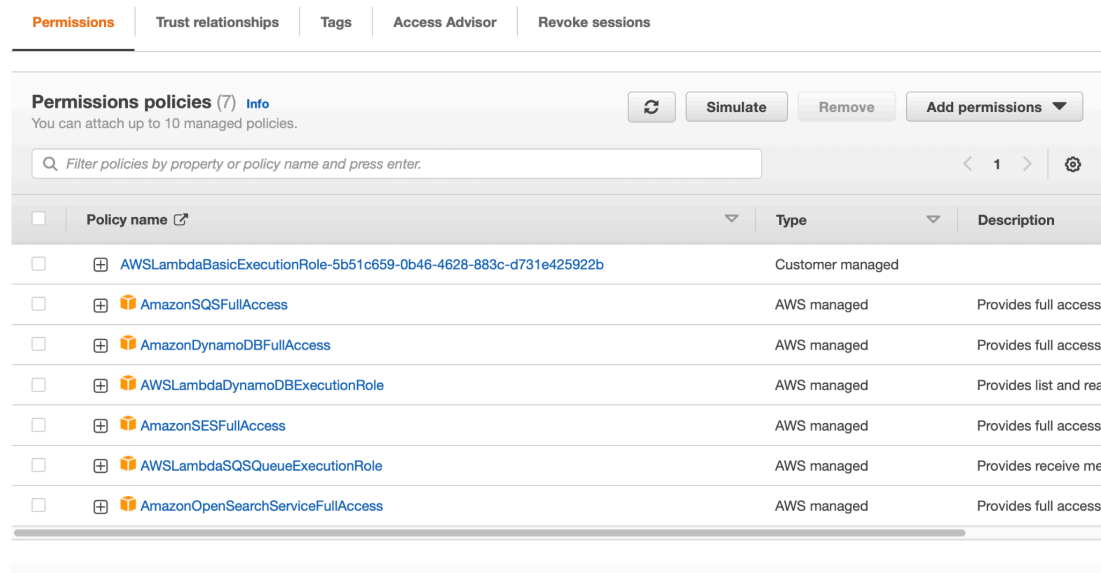 Permissions Trust relationships Tags Access Advisor Revoke sessions
Permissions policies (7) Info
Simulate Remove Add permissions
You can attach up to 10 managed policies.
Filter policies by property or policy name and press enter.
1
Policy name Type Description
AWSLambdaBasicExecutionRole-5b51c659-0b46-4628-883c-d731e425922b Customer managed
AmazonSQSFullAccess AWS managed Provides full access
AmazonDynamoDBFullAccess AWS managed Provides full access
AWSLambdaDynamoDBExecutionRole AWS managed Provides list and rea
AmazonSESFullAccess AWS managed Provides full access
AWSLambdaSQSQueueExecutionRole AWS managed Provides receive me
AmazonOpenSearchServiceFullAccess AWS managed Provides full access